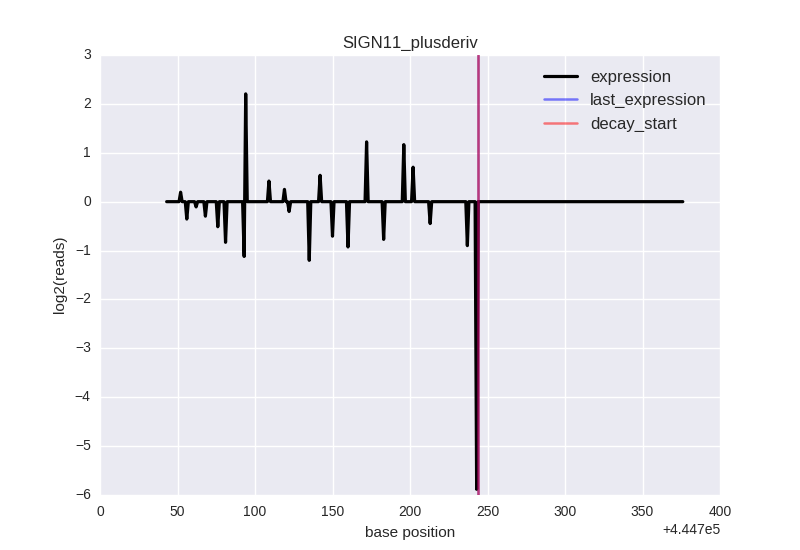 SIGN11_plusderiv
expression
last_expression
decay_start
3
2
1
0
−1
−2
−3
−4
−5
−6
log2(reads)
0 50 100 150 200 250 300 350 400
base position
+4.447e5